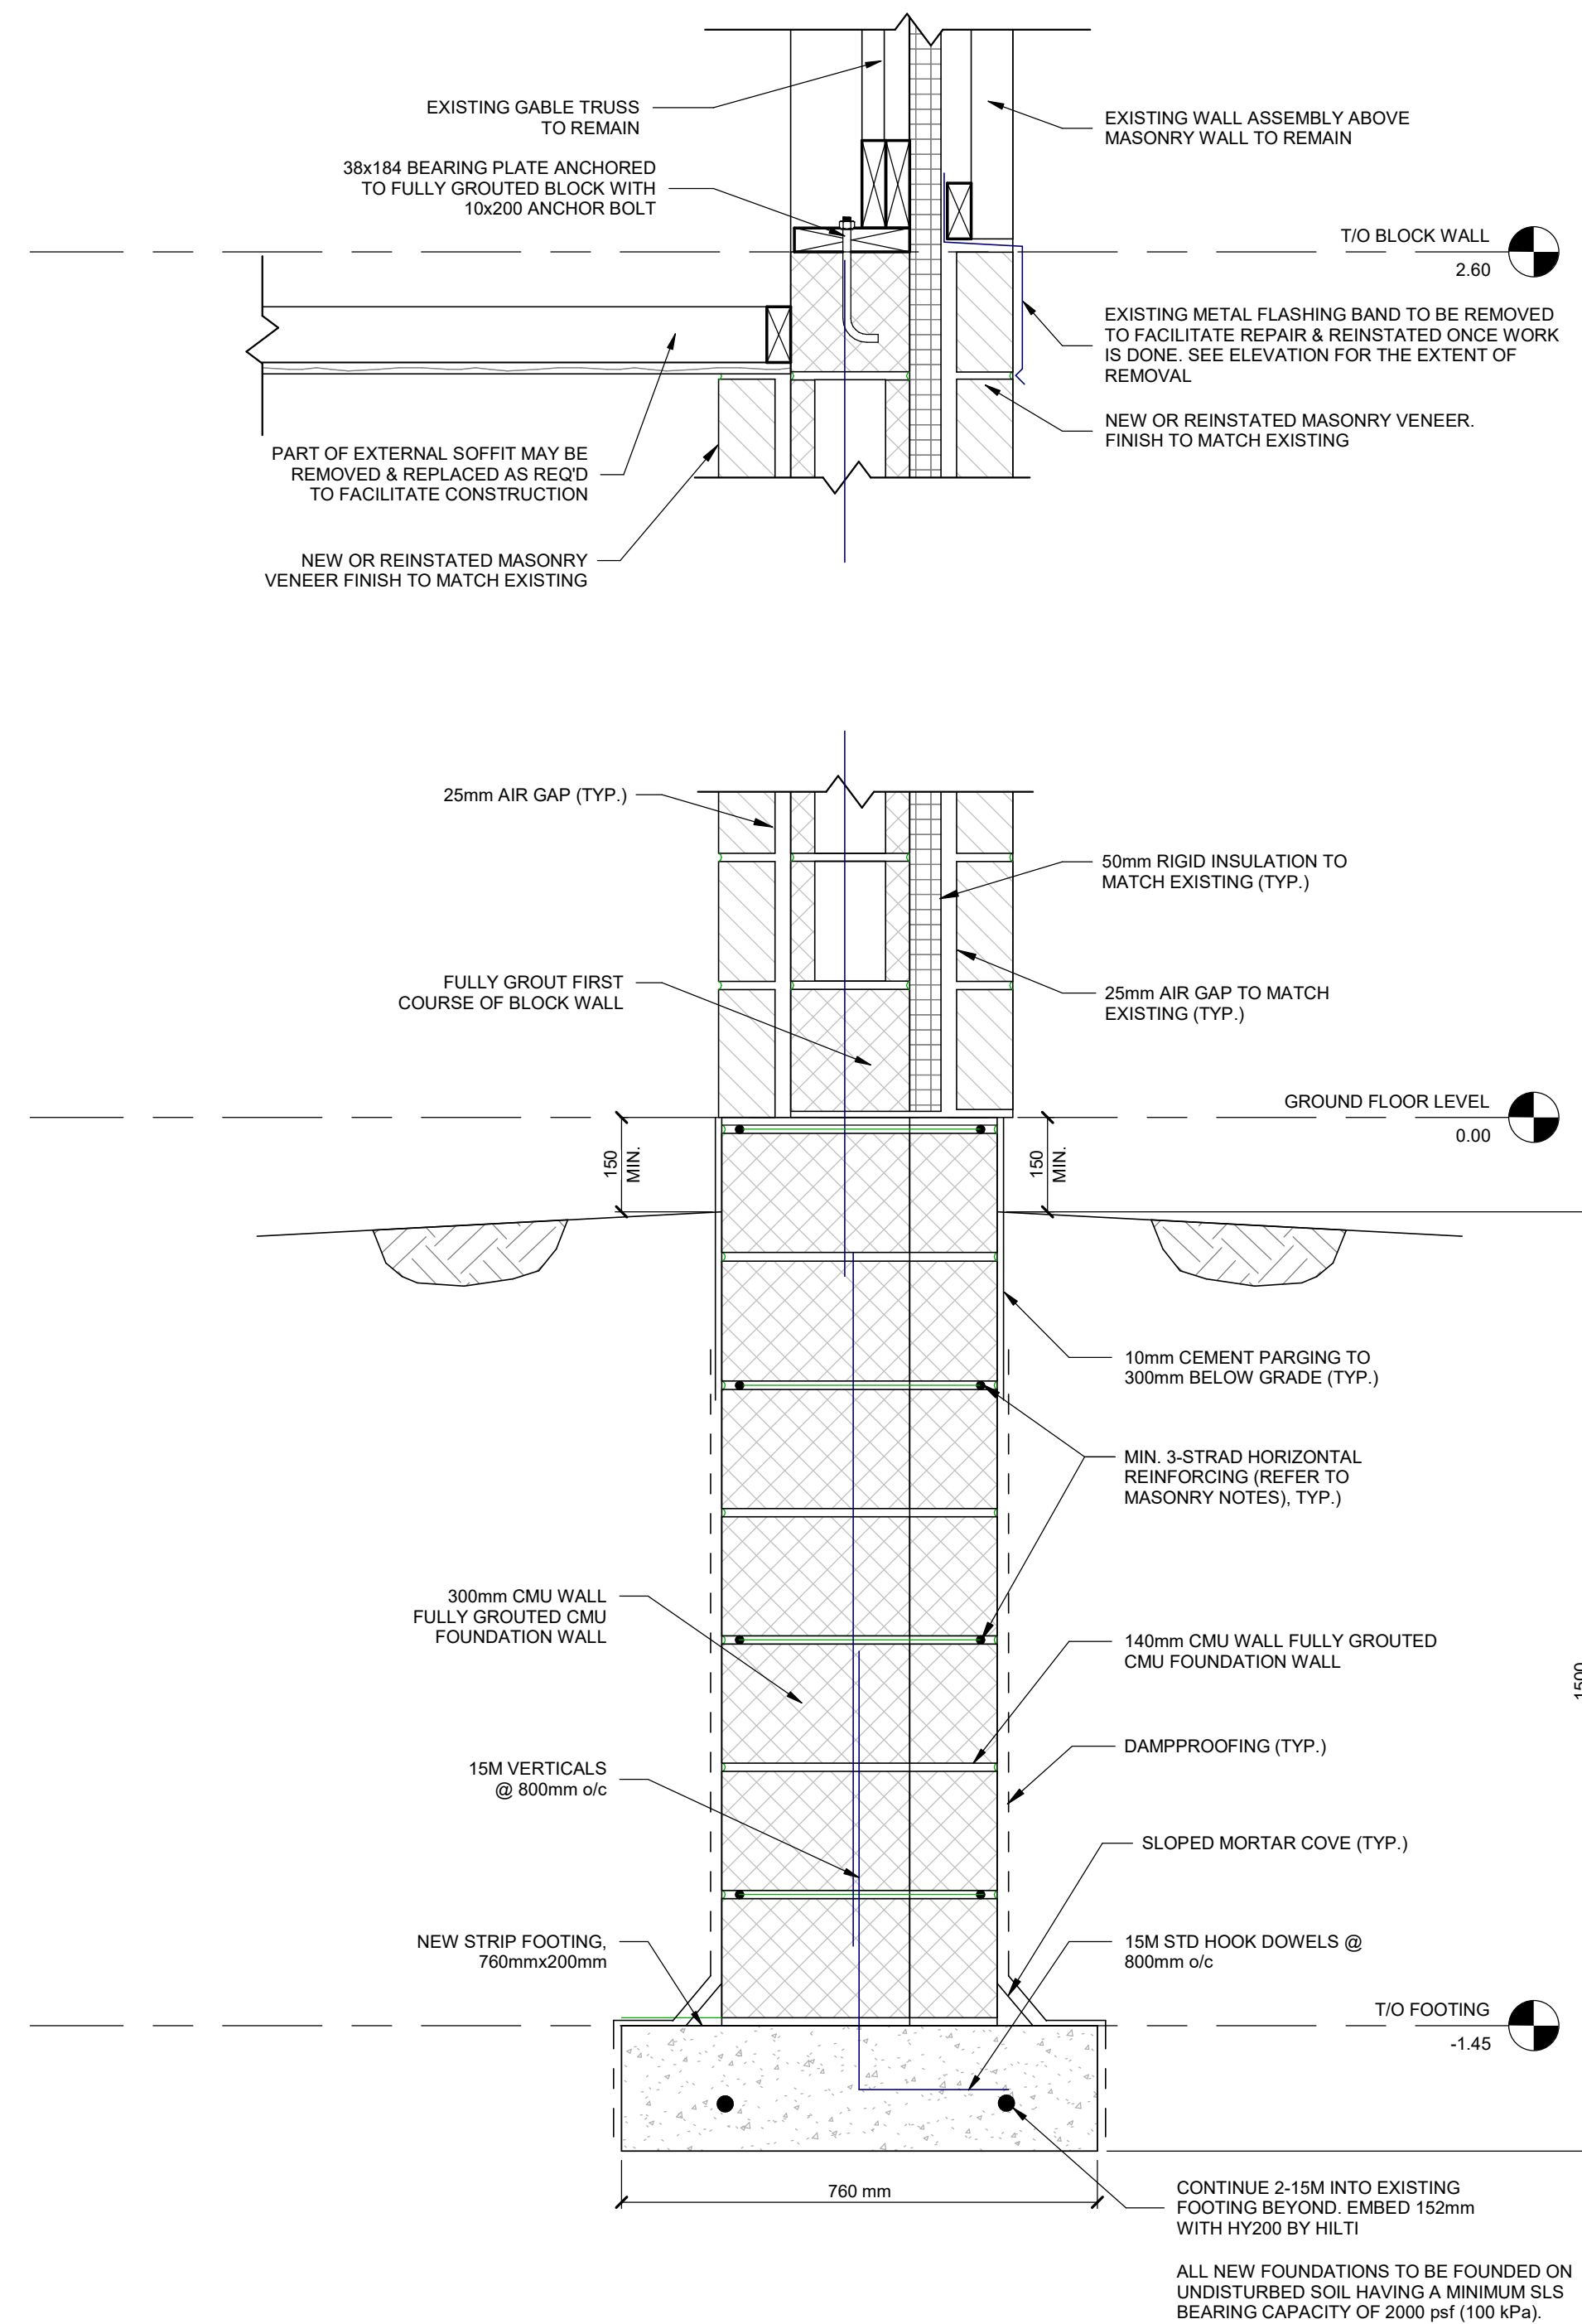 EXISTING GABLE TRUSS
TO REMAIN
38x184 BEARING PLATE ANCHORED
TO FULLY GROUTED BLOCK WITH
10x200 ANCHOR BOLT
EXISTING WALL ASSEMBLY ABOVE
MASONRY WALL TO REMAIN
T/O BLOCK WALL
2.60
EXISTING METAL FLASHING BAND TO BE REMOVED
TO FACILITATE REPAIR & REINSTATED ONCE WORK
IS DONE. SEE ELEVATION FOR THE EXTENT OF
REMOVAL
NEW OR REINSTATED MASONRY VENEER.
FINISH TO MATCH EXISTING
PART OF EXTERNAL SOFFIT MAY BE
REMOVED & REPLACED AS REQ'D
TO FACILITATE CONSTRUCTION
NEW OR REINSTATED MASONRY
VENEER FINISH TO MATCH EXISTING
25mm AIR GAP (TYP.)
50mm RIGID INSULATION TO
MATCH EXISTING (TYP.)
FULLY GROUT FIRST
COURSE OF BLOCK WALL
25mm AIR GAP TO MATCH
EXISTING (TYP.)
GROUND FLOOR LEVEL
0.00
150
MIN.
150
MIN.
10mm CEMENT PARGING TO
300mm BELOW GRADE (TYP.)
MIN. 3-STRAD HORIZONTAL
REINFORCING (REFER TO
MASONRY NOTES), TYP.)
300mm CMU WALL
FULLY GROUTED CMU
FOUNDATION WALL
140mm CMU WALL FULLY GROUTED
CMU FOUNDATION WALL
1500
DAMPPROOFING (TYP.)
15M VERTICALS
@ 800mm o/c
SLOPED MORTAR COVE (TYP.)
NEW STRIP FOOTING,
760mmx200mm
15M STD HOOK DOWELS @
800mm o/c
T/O FOOTING
-1.45
760 mm
CONTINUE 2-15M INTO EXISTING
FOOTING BEYOND. EMBED 152mm
WITH HY200 BY HILTI
ALL NEW FOUNDATIONS TO BE FOUNDED ON
UNDISTURBED SOIL HAVING A MINIMUM SLS
BEARING CAPACITY OF 2000 psf (100 kPa).